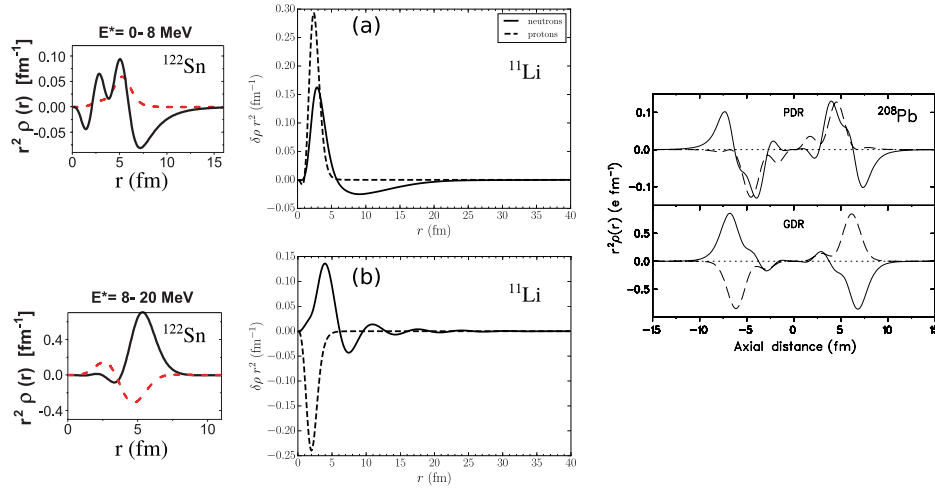 E*= 0- 8 MeV
¹²²Sn
r² ρ (r) [fm⁻¹]
0.10
0.05
0.00
-0.05
0 5 10 15
r (fm)
E*= 8- 20 MeV
¹²²Sn
r² ρ (r) [fm⁻¹]
0.4
0.0
-0.4
0 5 10
r (fm)
(a)
neutrons
protons
¹¹Li
δρ r² (fm⁻¹)
0.30
0.25
0.20
0.15
0.10
0.05
0.00
-0.05
0 5 10 15 20 25 30 35 40
r (fm)
(b)
¹¹Li
δρ r² (fm⁻¹)
0.15
0.10
0.05
0.00
-0.05
-0.10
-0.15
-0.20
-0.25
0 5 10 15 20 25 30 35 40
r (fm)
PDR
²⁰⁸Pb
0.1
0.0
-0.1
GDR
0.5
0.0
-0.5
r²ρ(r) (e fm⁻¹)
-15 -10 -5 0 5 10 15
Axial distance (fm)